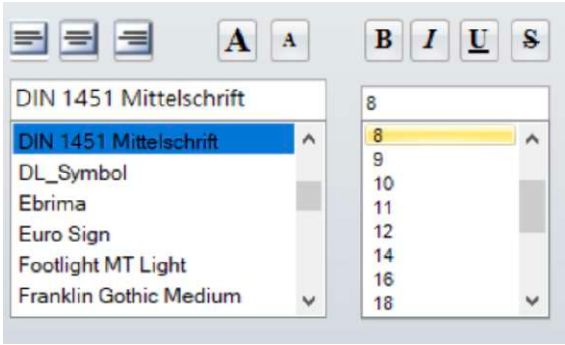 A A B I U S
DIN 1451 Mittelschrift
8
DIN 1451 Mittelschrift
DL_Symbol
Ebrima
Euro Sign
Footlight MT Light
Franklin Gothic Medium
8
9
10
11
12
14
16
18